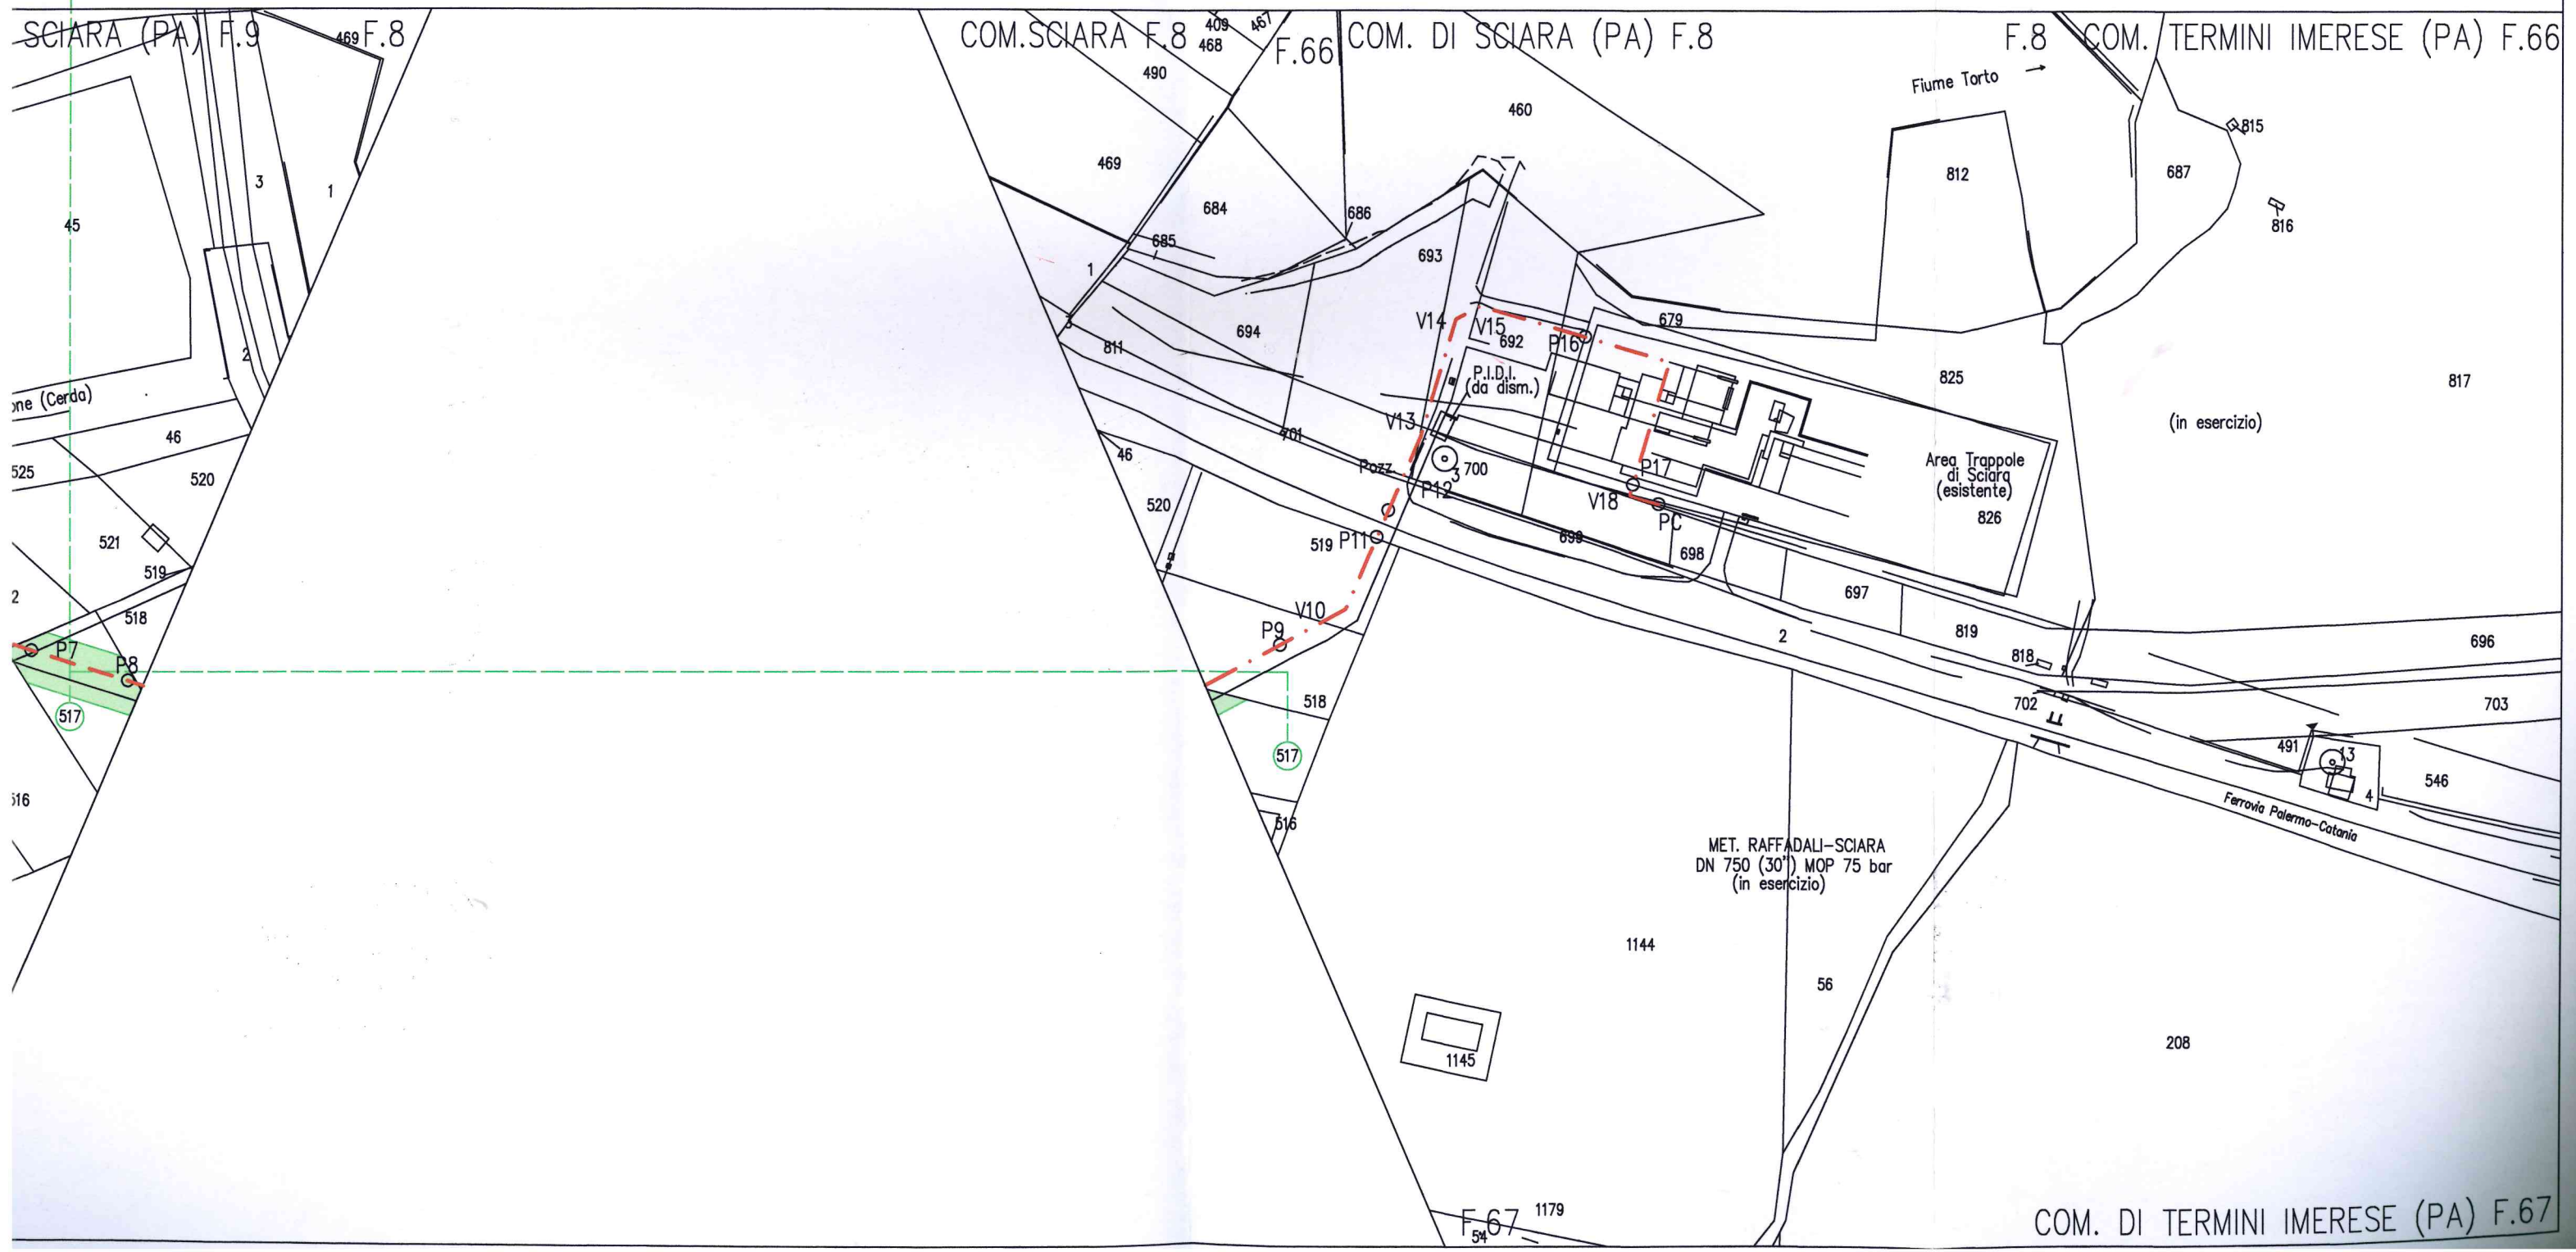 SCIARA (PA) F.9
469
F.8
COM.SCIARA F.8
409
467
468
F.66
COM. DI SCIARA (PA) F.8
F.8
COM. TERMINI IMERESE (PA) F.66
490
Fiume Torto
460
815
3
1
469
812
687
45
684
686
816
685
693
1
3
V14
V15
679
694
692
P16
811
2
P.I.D.I.
(da dism.)
825
817
(Cerda)
V13
(in esercizio)
46
701
46
Pozz.
3
700
P17
Area Trappole
di Sciara
(esistente)
525
520
P12
V18
PC
826
520
521
519
P11
699
698
519
697
2
518
V10
819
2
P9
696
P7
P8
818
517
518
702
703
517
491
13
546
4
516
516
Ferrovia Palermo-Catania
MET. RAFFADALI-SCIARA
DN 750 (30") MOP 75 bar
(in esercizio)
1144
56
208
1145
F.67
54
1179
COM. DI TERMINI IMERESE (PA) F.67